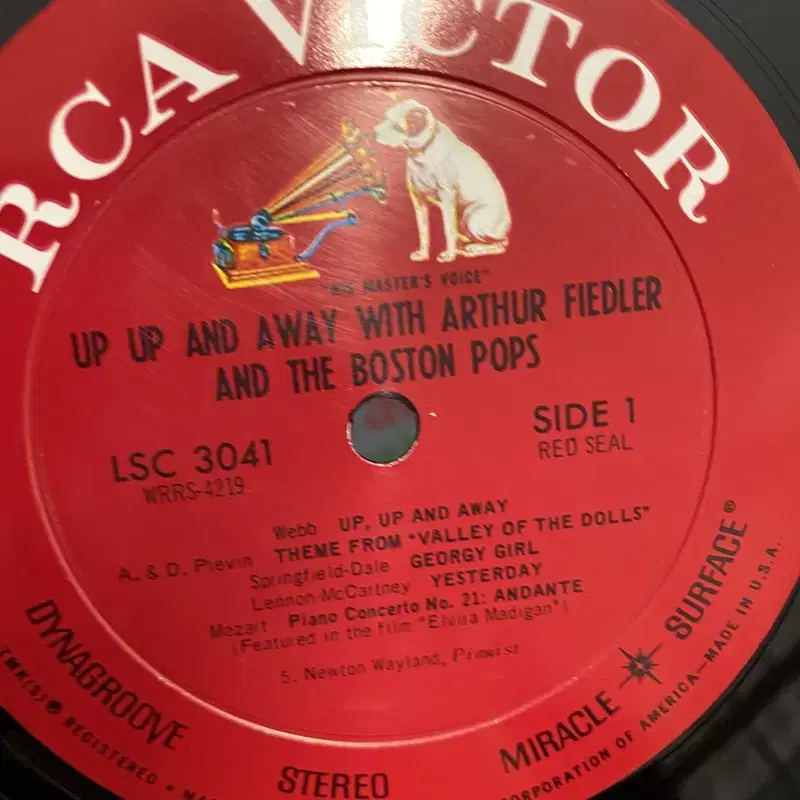 RCA VICTOR
"HIS MASTER'S VOICE"
UP UP AND AWAY WITH ARTHUR FIEDLER
AND THE BOSTON POPS
LSC 3041
WRRS-4219
SIDE 1
RED SEAL
Webb UP, UP AND AWAY
A. & D. Previn THEME FROM "VALLEY OF THE DOLLS"
Springfield-Dale GEORGY GIRL
Lennon-McCartney YESTERDAY
Mozart Piano Concerto No. 21: ANDANTE
(Featured in the film "Elvira Madigan")
5. Newton Wayland, Pianist
DYNAGROOVE
STEREO
MIRACLE SURFACE®
TMK(S) ® REGISTERED •
CORPORATION OF AMERICA—MADE IN U.S.A.